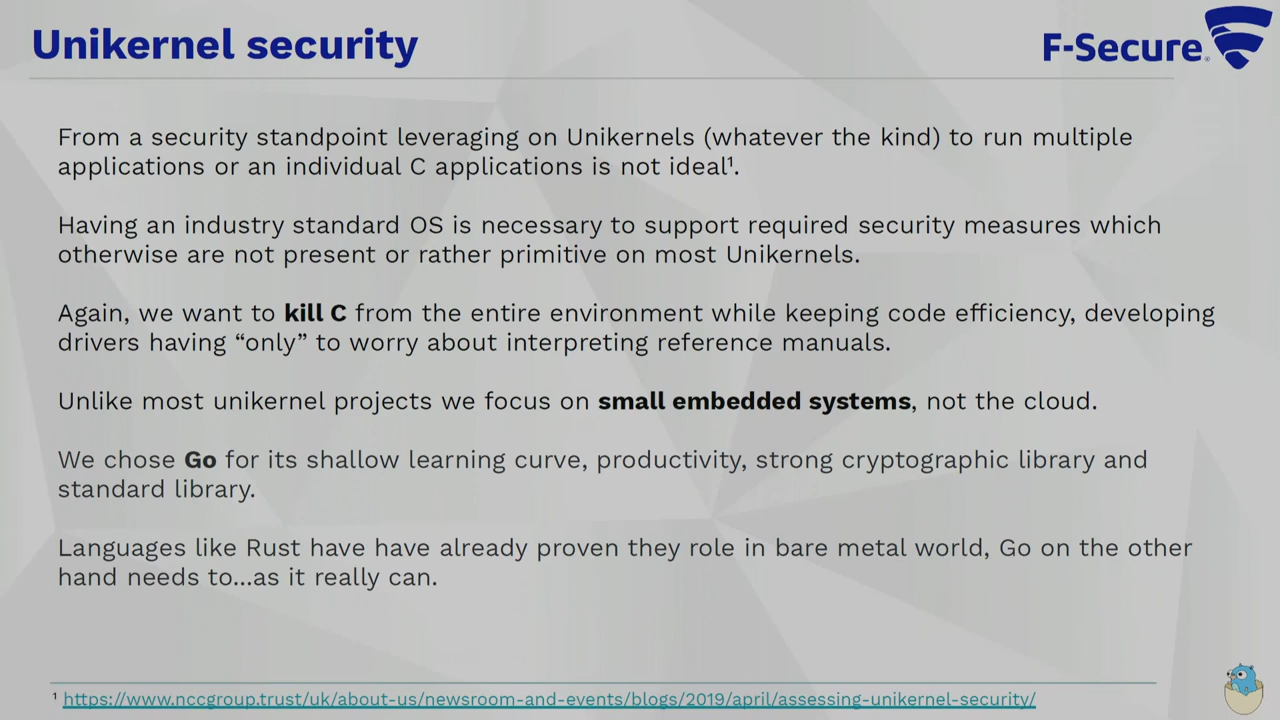 Unikernel security
F-Secure®
From a security standpoint leveraging on Unikernels (whatever the kind) to run multiple
applications or an individual C applications is not ideal¹.
Having an industry standard OS is necessary to support required security measures which
otherwise are not present or rather primitive on most Unikernels.
Again, we want to kill C from the entire environment while keeping code efficiency, developing
drivers having “only” to worry about interpreting reference manuals.
Unlike most unikernel projects we focus on small embedded systems, not the cloud.
We chose Go for its shallow learning curve, productivity, strong cryptographic library and
standard library.
Languages like Rust have have already proven they role in bare metal world, Go on the other
hand needs to...as it really can.
¹ https://www.nccgroup.trust/uk/about-us/newsroom-and-events/blogs/2019/april/assessing-unikernel-security/